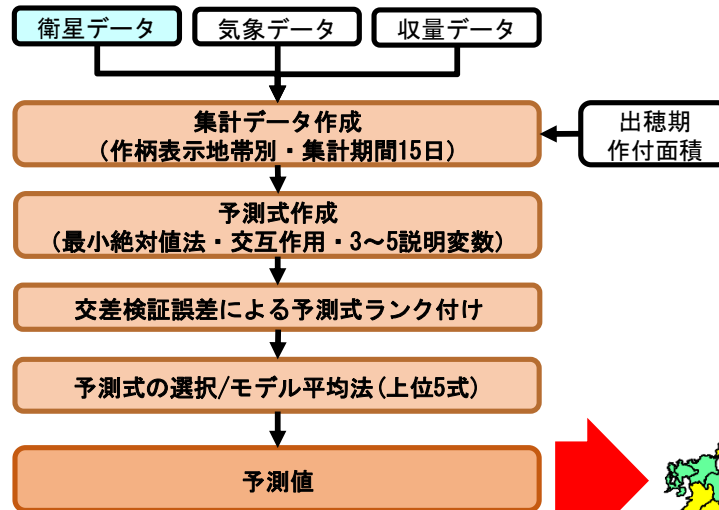 衛星データ
気象データ
収量データ
集計データ作成
(作柄表示地帯別・集計期間15日)
出穂期
作付面積
予測式作成
(最小絶対値法・交互作用・3～5説明変数)
交差検証誤差による予測式ランク付け
予測式の選択/モデル平均法(上位5式)
予測値